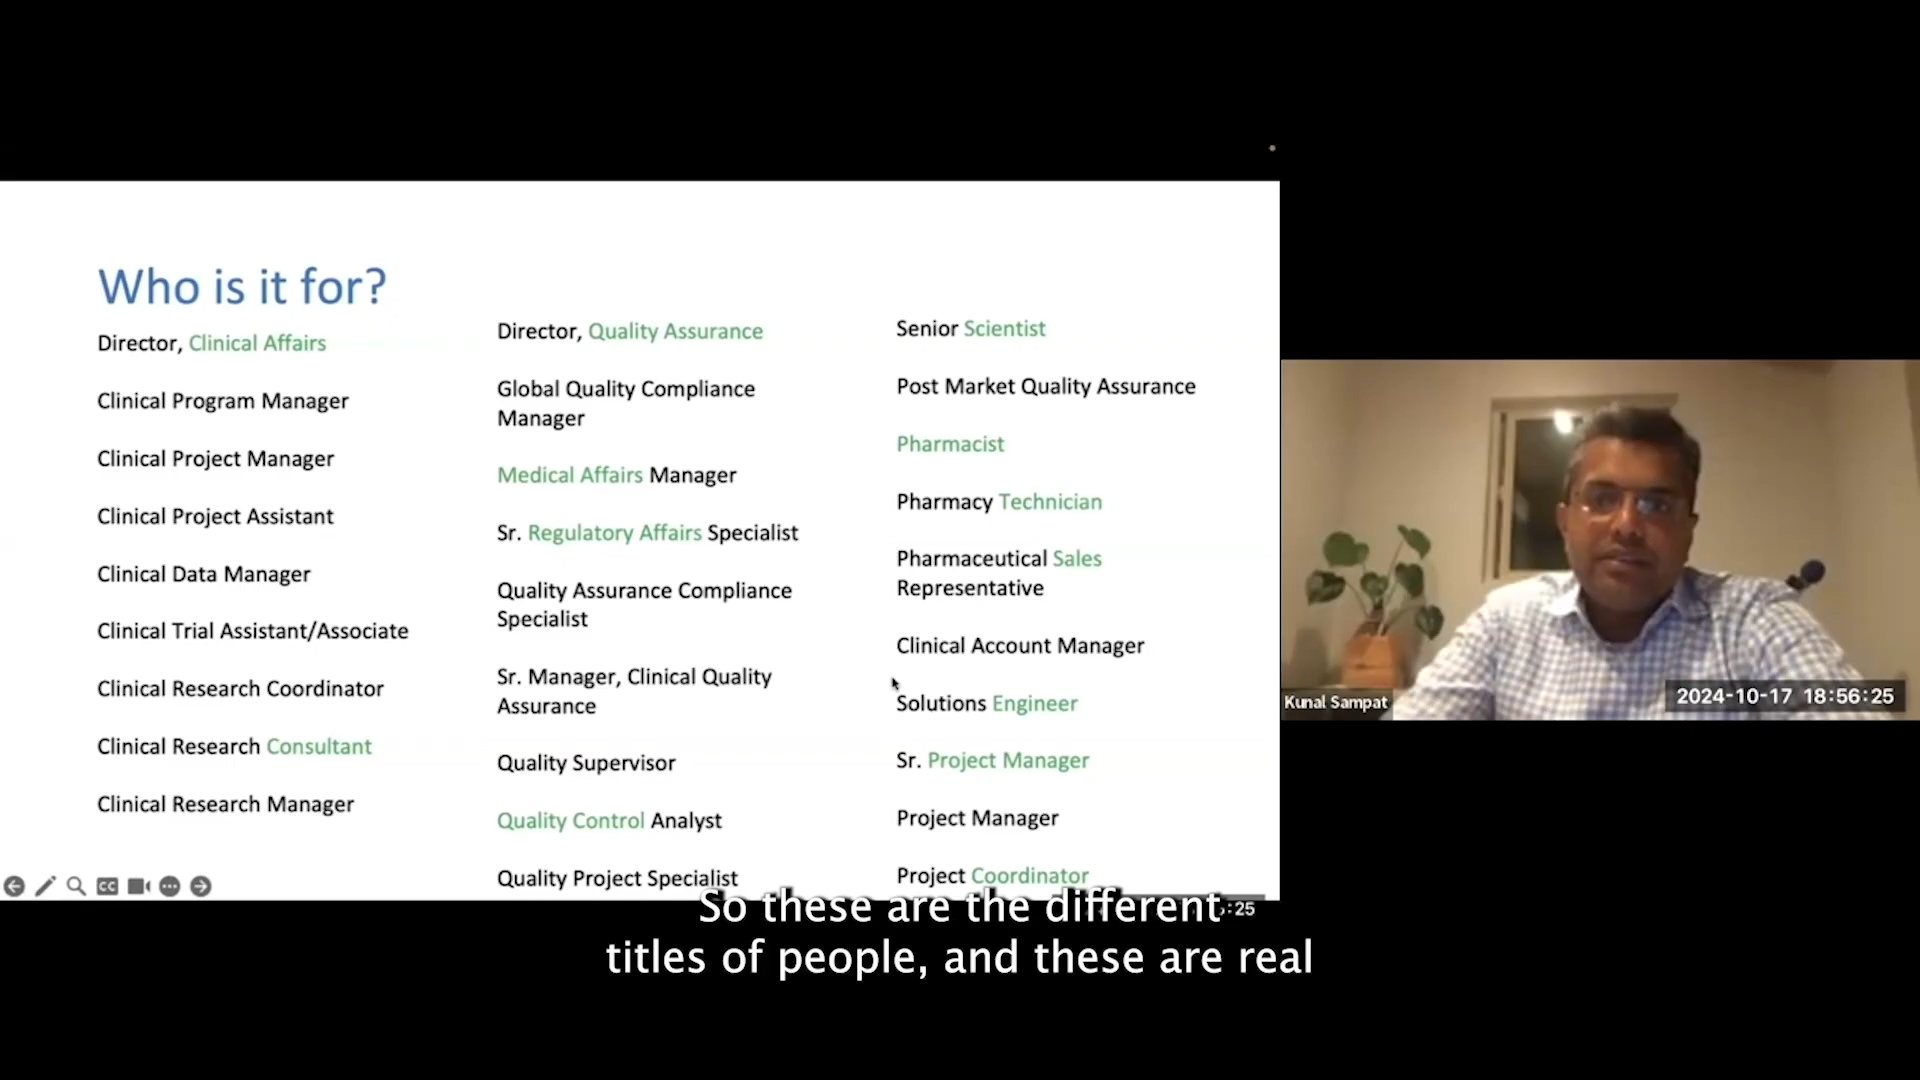 Who is it for?
Director, Clinical Affairs
Clinical Program Manager
Clinical Project Manager
Clinical Project Assistant
Clinical Data Manager
Clinical Trial Assistant/Associate
Clinical Research Coordinator
Clinical Research Consultant
Clinical Research Manager
Director, Quality Assurance
Global Quality Compliance
Manager
Medical Affairs Manager
Sr. Regulatory Affairs Specialist
Quality Assurance Compliance
Specialist
Sr. Manager, Clinical Quality
Assurance
Quality Supervisor
Quality Control Analyst
Quality Project Specialist
Senior Scientist
Post Market Quality Assurance
Pharmacist
Pharmacy Technician
Pharmaceutical Sales
Representative
Clinical Account Manager
Solutions Engineer
Sr. Project Manager
Project Manager
Project Coordinator
CC
Kunal Sampat
2024-10-17 18:56:25
:25
So these are the different
titles of people, and these are real